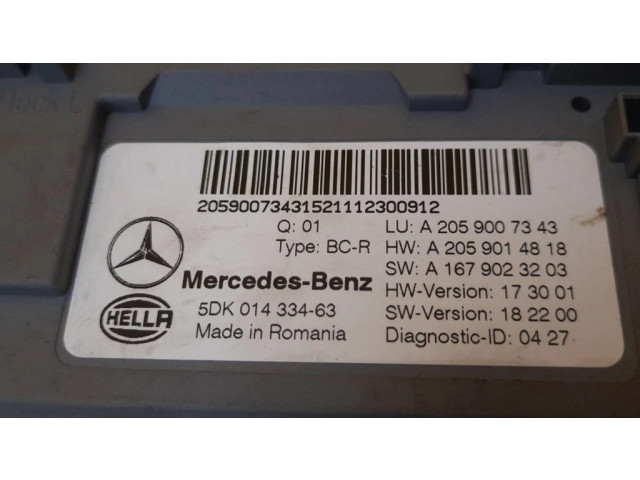 20590073431521112300912
Q: 01 LU: A 205 900 73 43
Type: BC-R HW: A 205 901 48 18
Mercedes-Benz SW: A 167 902 32 03
HELLA 5DK 014 334-63 HW-Version: 17 30 01
Made in Romania SW-Version: 18 22 00
Diagnostic-ID: 04 27